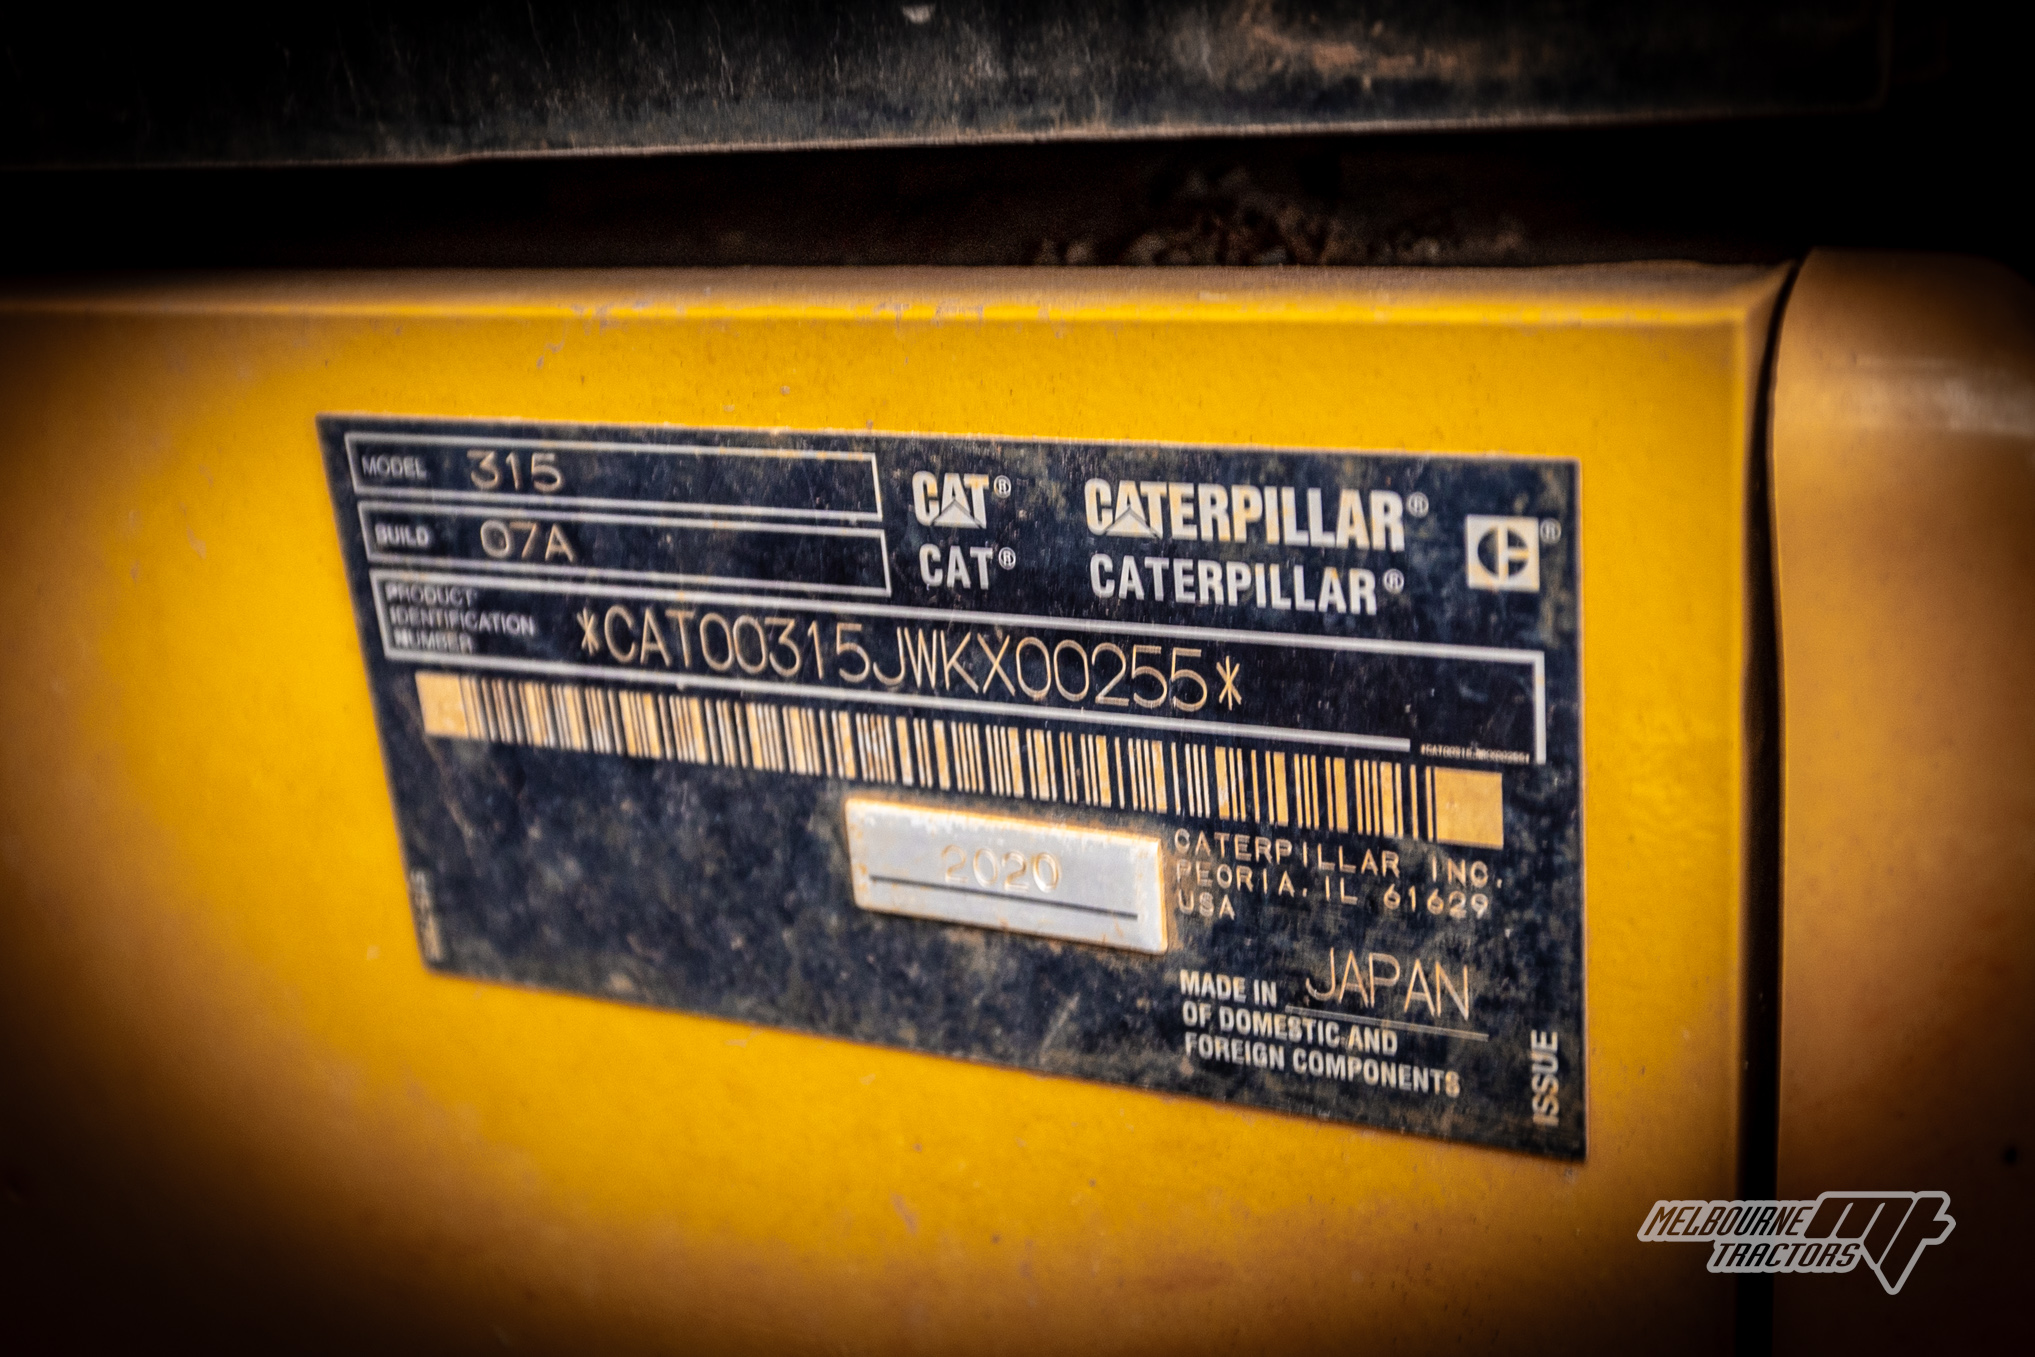 MODEL 315
BUILD 07A
PRODUCT
IDENTIFICATION
NUMBER
*CAT00315JWKX00255*
CAT® CATERPILLAR®
CAT® CATERPILLAR®
2020
CATERPILLAR INC.
PEORIA, IL 61629
USA
MADE IN JAPAN
OF DOMESTIC AND
FOREIGN COMPONENTS
ISSUE
MELBOURNE
TRACTORS